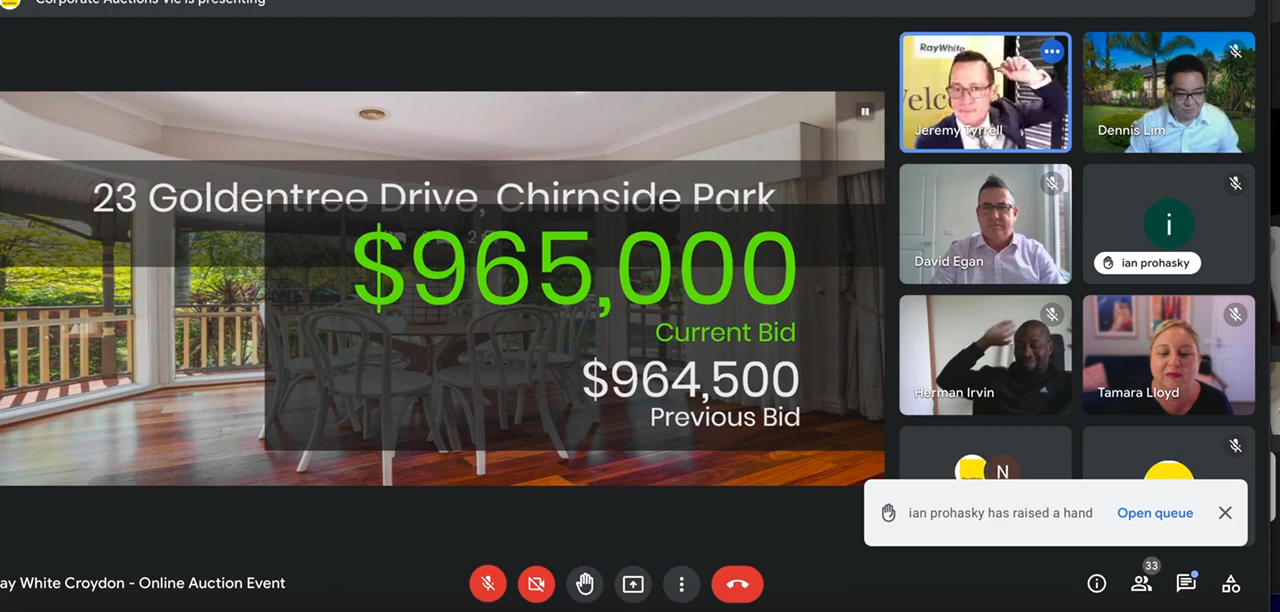 Corporate Auctions Vic is presenting
23 Goldentree Drive, Chirnside Park
$965,000
Current Bid
$964,500
Previous Bid
RayWhite
Welc
Jeremy Tyrrell
Dennis Lim
David Egan
i
ian prohasky
Herman Irvin
Tamara Lloyd
N
ian prohasky has raised a hand
Open queue
ay White Croydon - Online Auction Event
33